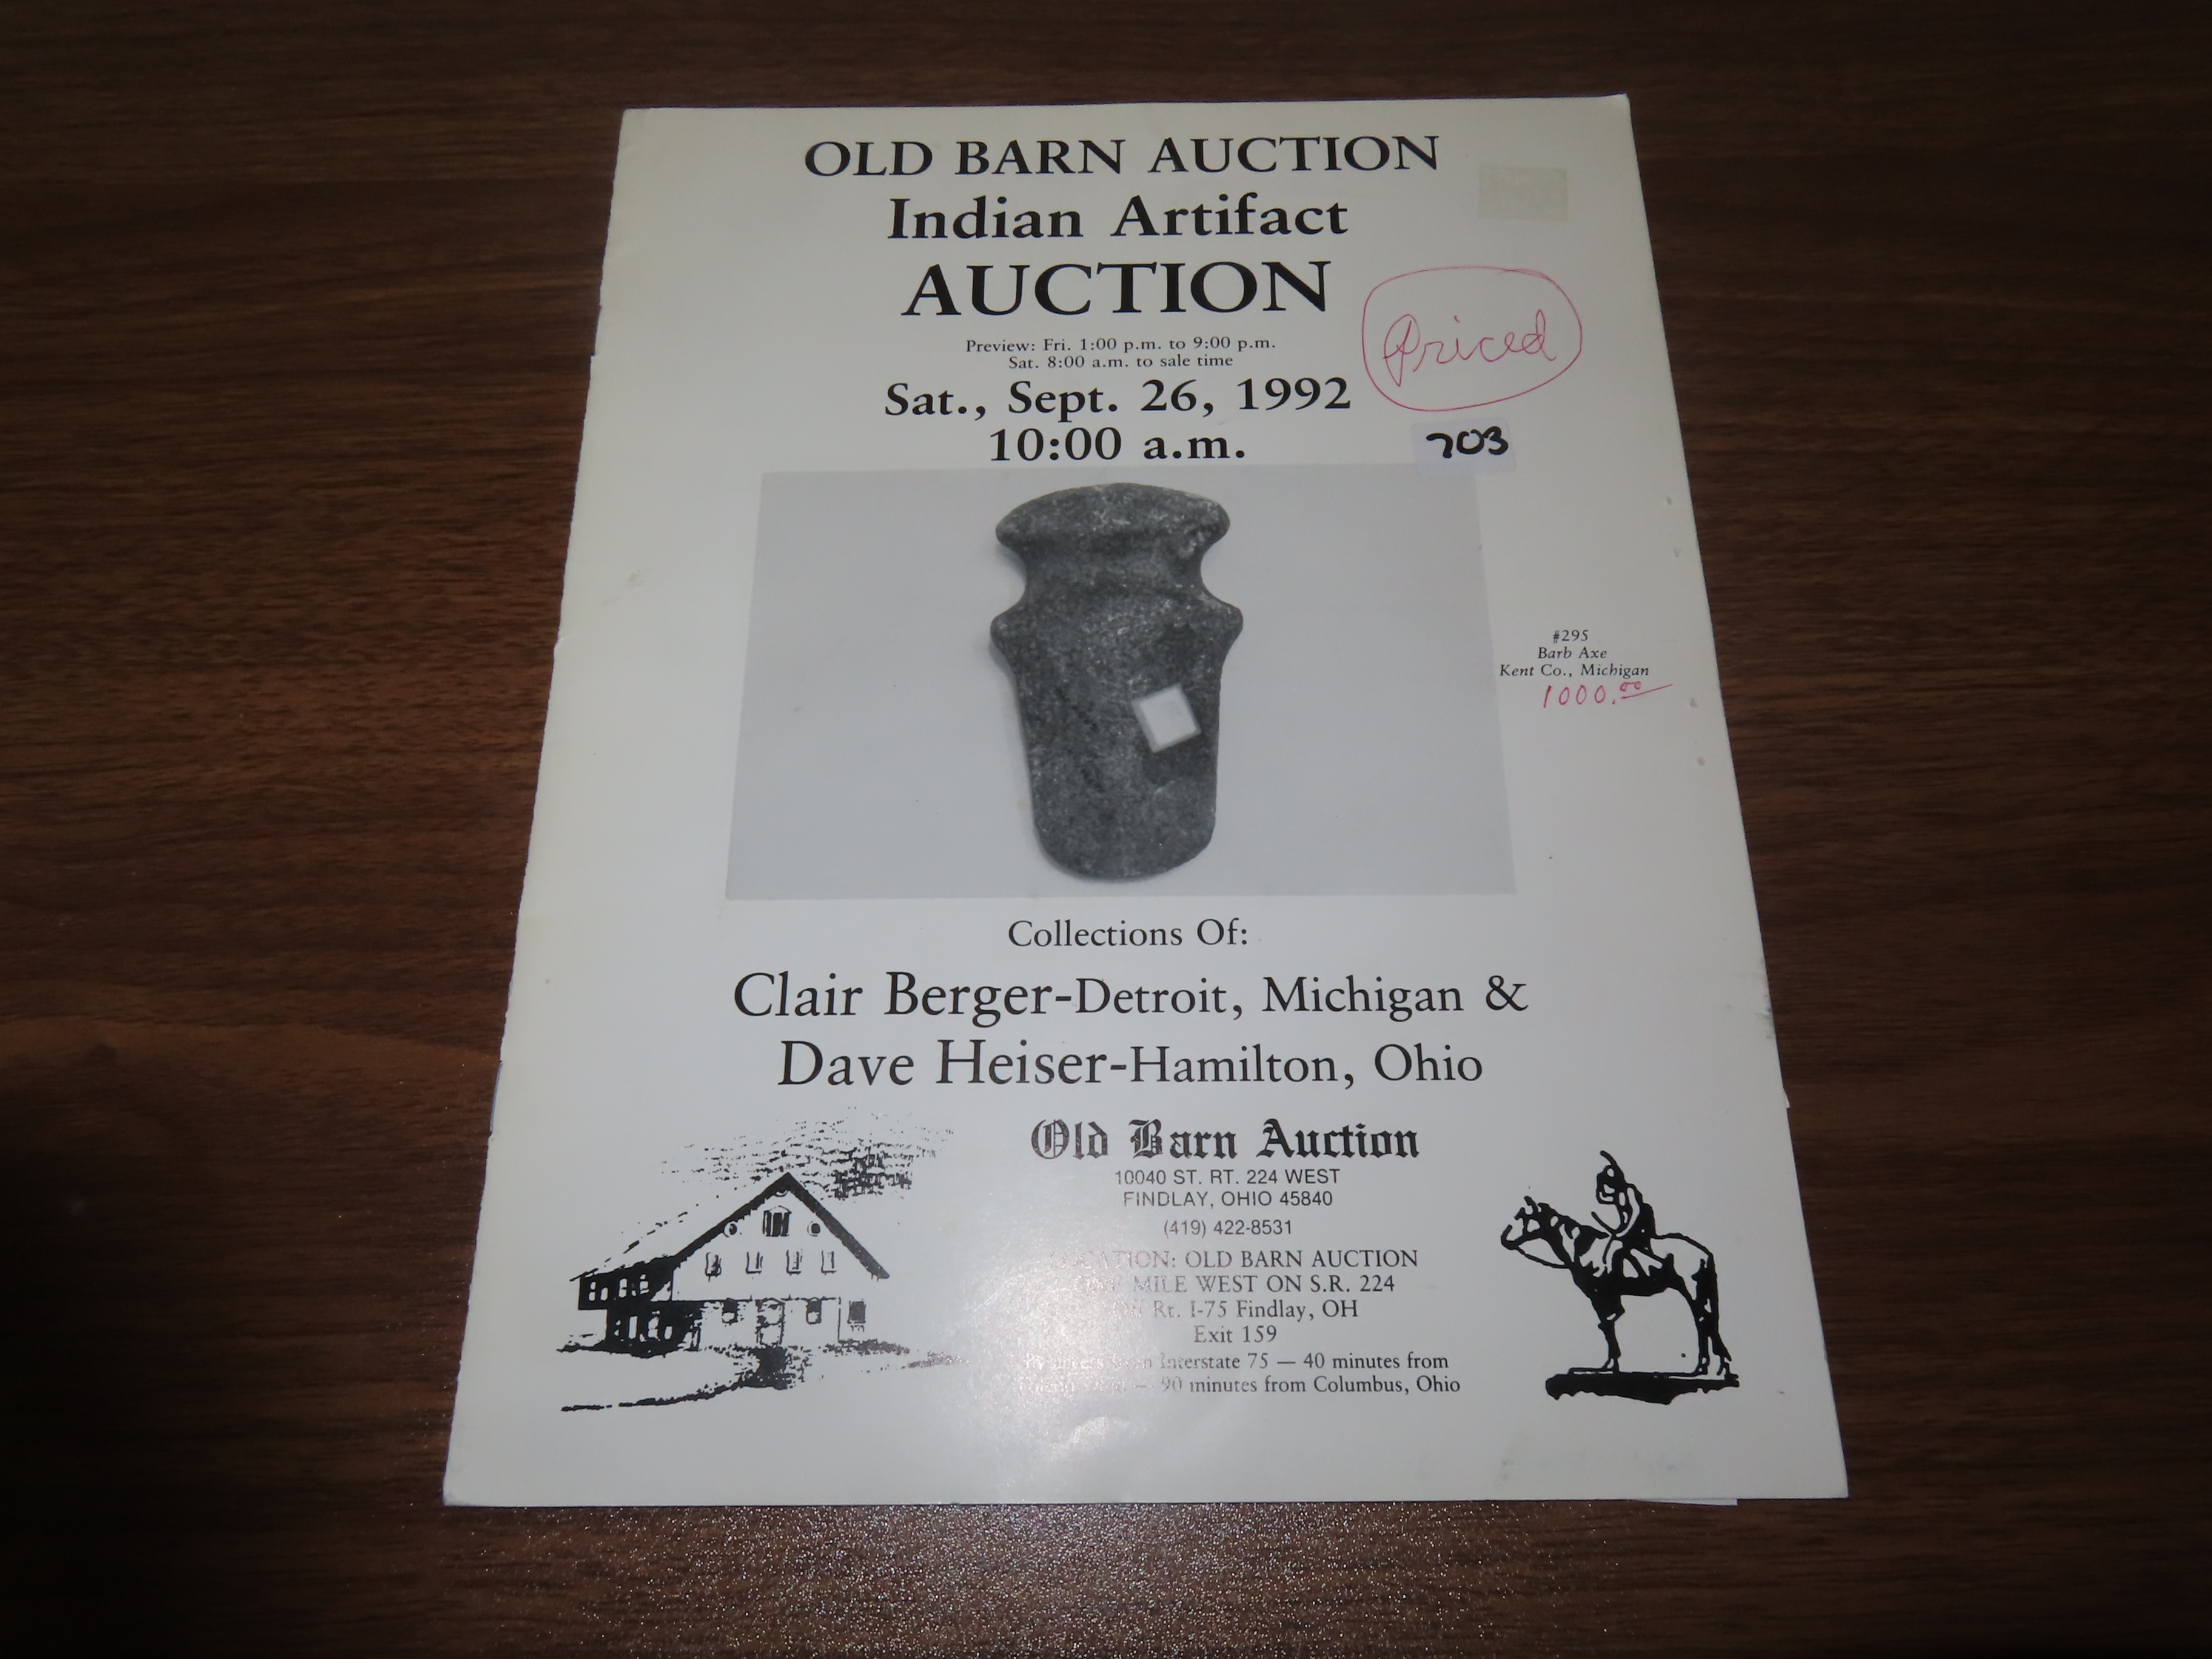 OLD BARN AUCTION
Indian Artifact
AUCTION
Preview: Fri. 1:00 p.m. to 9:00 p.m.
Sat. 8:00 a.m. to sale time
Priced
Sat., Sept. 26, 1992
10:00 a.m.
703
#295
Barb Axe
Kent Co., Michigan
1000.00
Collections Of:
Clair Berger-Detroit, Michigan &
Dave Heiser-Hamilton, Ohio
Old Barn Auction
10040 ST. RT. 224 WEST
FINDLAY, OHIO 45840
(419) 422-8531
LOCATION: OLD BARN AUCTION
MILE WEST ON S.R. 224
Rt. I-75 Findlay, OH
Exit 159
Interstate 75 — 40 minutes from
— 90 minutes from Columbus, Ohio